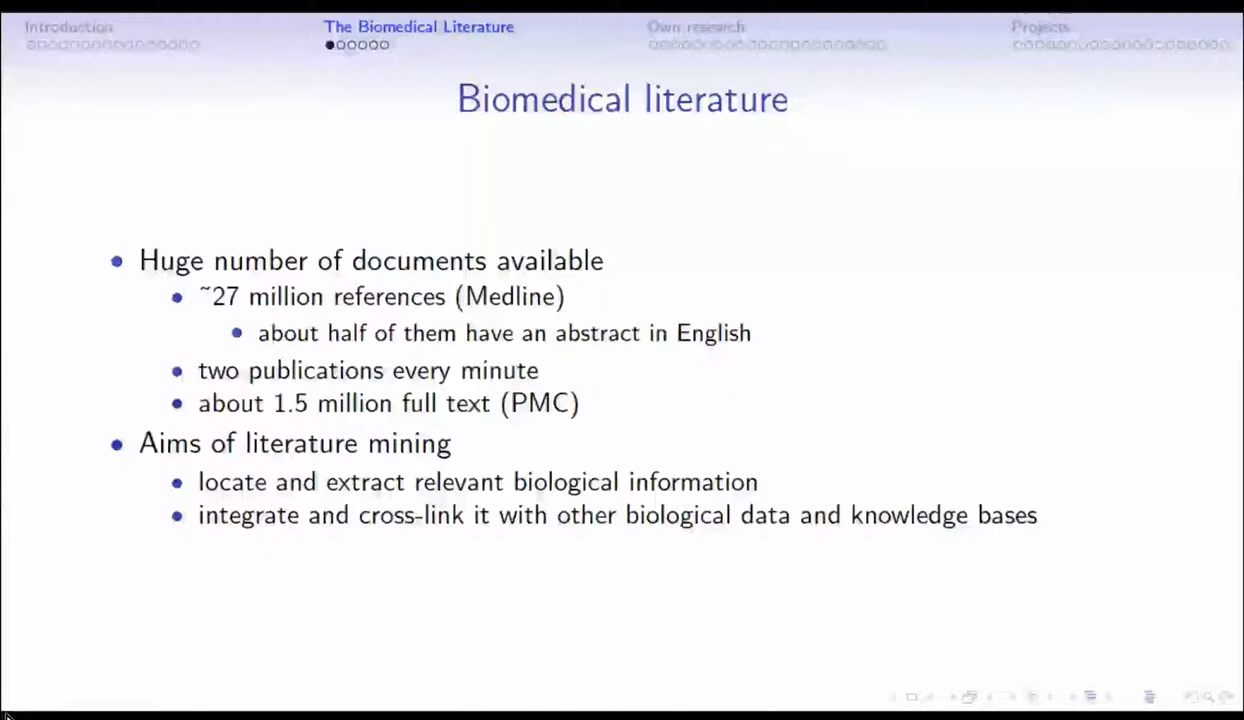 Introduction
The Biomedical Literature
Own research
Projects
Biomedical literature
Huge number of documents available
~27 million references (Medline)
about half of them have an abstract in English
two publications every minute
about 1.5 million full text (PMC)
Aims of literature mining
locate and extract relevant biological information
integrate and cross-link it with other biological data and knowledge bases